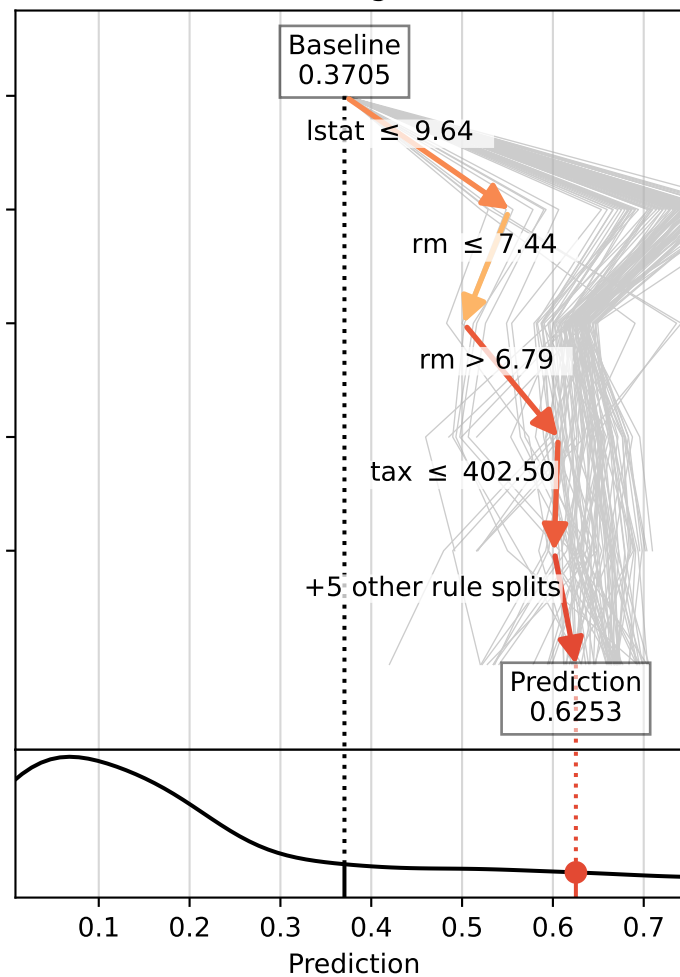 Baseline
0.3705
lstat ≤ 9.64
rm ≤ 7.44
rm > 6.79
tax ≤ 402.50
+5 other rule splits
Prediction
0.6253
0.1 0.2 0.3 0.4 0.5 0.6 0.7
Prediction